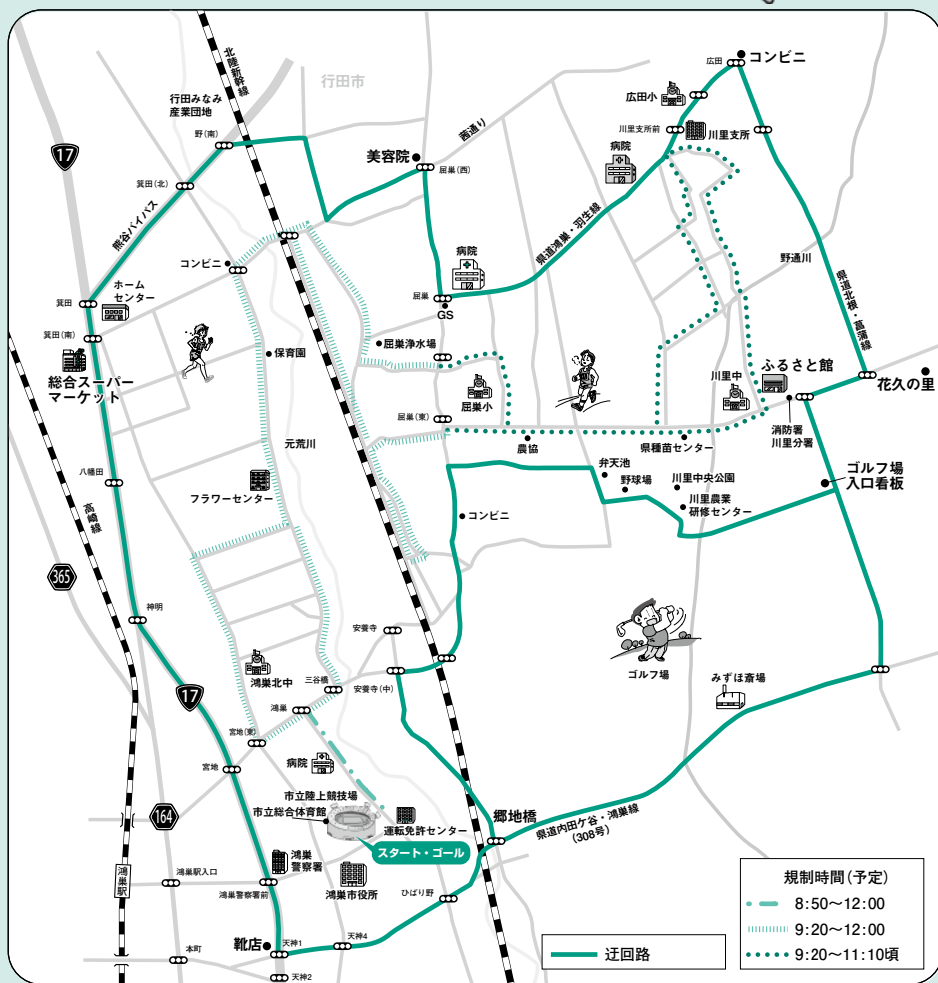 北陸新幹線
行田市
行田みなみ
産業団地
野(南)
17
箕田(北)
熊谷バイパス
コンビニ
広田
広田小
川里支所前
川里支所
茜通り
美容院
屈巣(西)
病院
病院
県道鴻巣・羽生線
野通川
県道北根・菖蒲線
コンビニ
箕田
ホーム
センター
箕田(南)
総合スーパー
マーケット
保育園
屈巣
GS
屈巣浄水場
屈巣小
屈巣(東)
川里中
ふるさと館
花久の里
消防署
川里分署
農協
県種苗センター
元荒川
八幡田
フラワーセンター
高崎線
コンビニ
弁天池
野球場
川里中央公園
川里農業
研修センター
ゴルフ場
入口看板
365
神明
安養寺
鴻巣北中
三谷橋
安養寺(中)
ゴルフ場
みずほ斎場
17
鴻巣
宮地(東)
宮地
病院
市立陸上競技場
市立総合体育館
運転免許センター
スタート・ゴール
郷地橋
県道内田ケ谷・鴻巣線
(308号)
164
鴻巣駅
鴻巣駅入口
鴻巣
警察署
鴻巣警察署前
鴻巣市役所
ひばり野
靴店
天神1
天神4
本町
天神2
迂回路
規制時間(予定)
8:50〜12:00
9:20〜12:00
9:20〜11:10頃